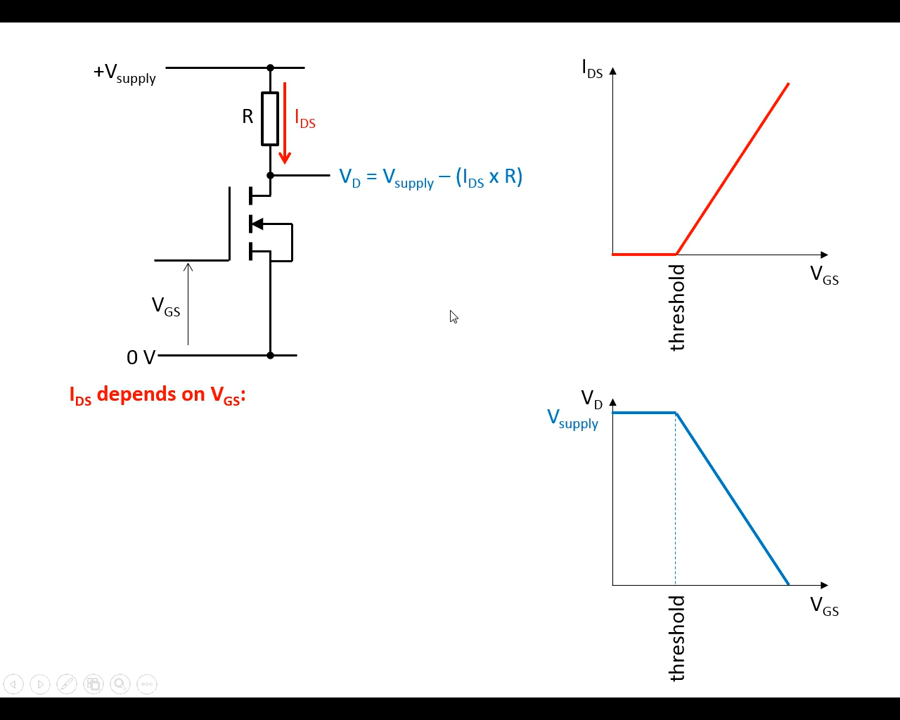 +Vsupply
R
IDS
VD = Vsupply – (IDS x R)
VGS
0 V
IDS depends on VGS:
IDS
VGS
threshold
VD
Vsupply
VGS
threshold